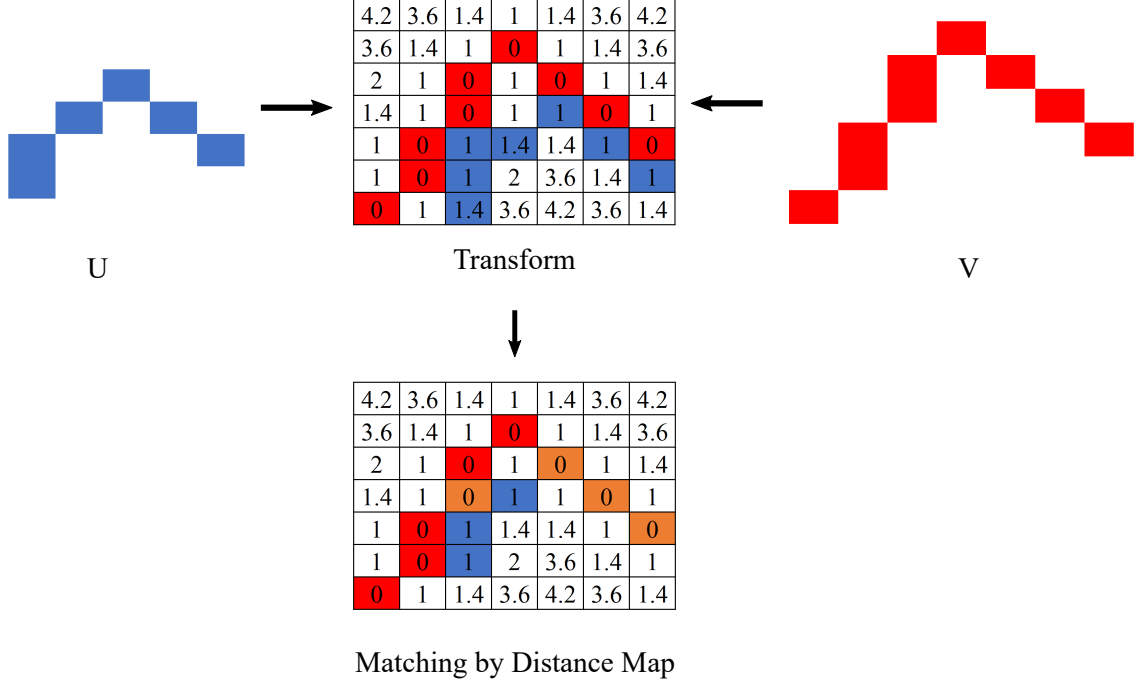 4.2 3.6 1.4 1 1.4 3.6 4.2
3.6 1.4 1 0 1 1.4 3.6
2 1 0 1 0 1 1.4
1.4 1 0 1 1 0 1
1 0 1 1.4 1.4 1 0
1 0 1 2 3.6 1.4 1
0 1 1.4 3.6 4.2 3.6 1.4
U
Transform
V
4.2 3.6 1.4 1 1.4 3.6 4.2
3.6 1.4 1 0 1 1.4 3.6
2 1 0 1 0 1 1.4
1.4 1 0 1 1 0 1
1 0 1 1.4 1.4 1 0
1 0 1 2 3.6 1.4 1
0 1 1.4 3.6 4.2 3.6 1.4
Matching by Distance Map